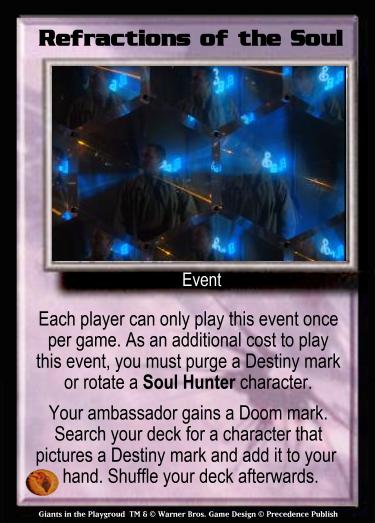 Refractions of the Soul
Event
Each player can only play this event once
per game. As an additional cost to play
this event, you must purge a Destiny mark
or rotate a Soul Hunter character.
Your ambassador gains a Doom mark.
Search your deck for a character that
pictures a Destiny mark and add it to your
hand. Shuffle your deck afterwards.
Giants in the Playgroud TM & © Warner Bros. Game Design © Precedence Publish